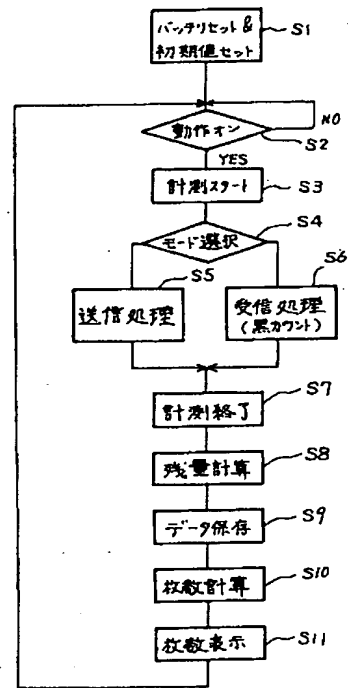 バッテリセット&
初期値セット
S1
動作オン
NO
S2
YES
計測スタート
S3
モード選択
S4
送信処理
S5
受信処理
(黒カウント)
S6
計測終了
S7
残量計算
S8
データ保存
S9
枚数計算
S10
枚数表示
S11